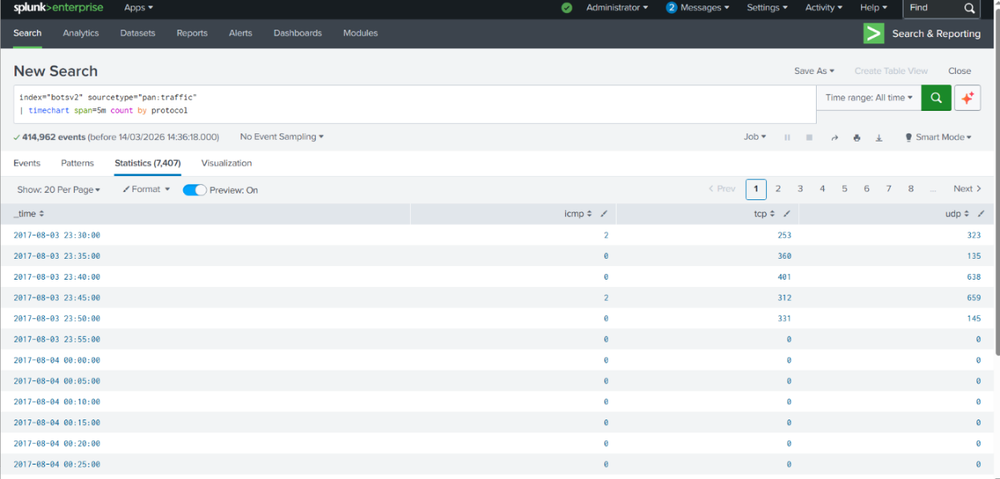 splunk>enterprise Apps Administrator 2 Messages Settings Activity Help Find
Search Analytics Datasets Reports Alerts Dashboards Modules > Search & Reporting
New Search Save As Create Table View Close
index="botsv2" sourcetype="pan:traffic" Time range: All time
| timechart span=5m count by protocol
414,962 events (before 14/03/2026 14:36:18.000) No Event Sampling Job Smart Mode
Events Patterns Statistics (7,407) Visualization
Show: 20 Per Page Format Preview: On < Prev 1 2 3 4 5 6 7 8 ... Next >
_time icmp tcp udp
2017-08-03 23:30:00 2 253 323
2017-08-03 23:35:00 0 360 135
2017-08-03 23:40:00 0 401 638
2017-08-03 23:45:00 2 312 659
2017-08-03 23:50:00 0 331 145
2017-08-03 23:55:00 0 0 0
2017-08-04 00:00:00 0 0 0
2017-08-04 00:05:00 0 0 0
2017-08-04 00:10:00 0 0 0
2017-08-04 00:15:00 0 0 0
2017-08-04 00:20:00 0 0 0
2017-08-04 00:25:00 0 0 0